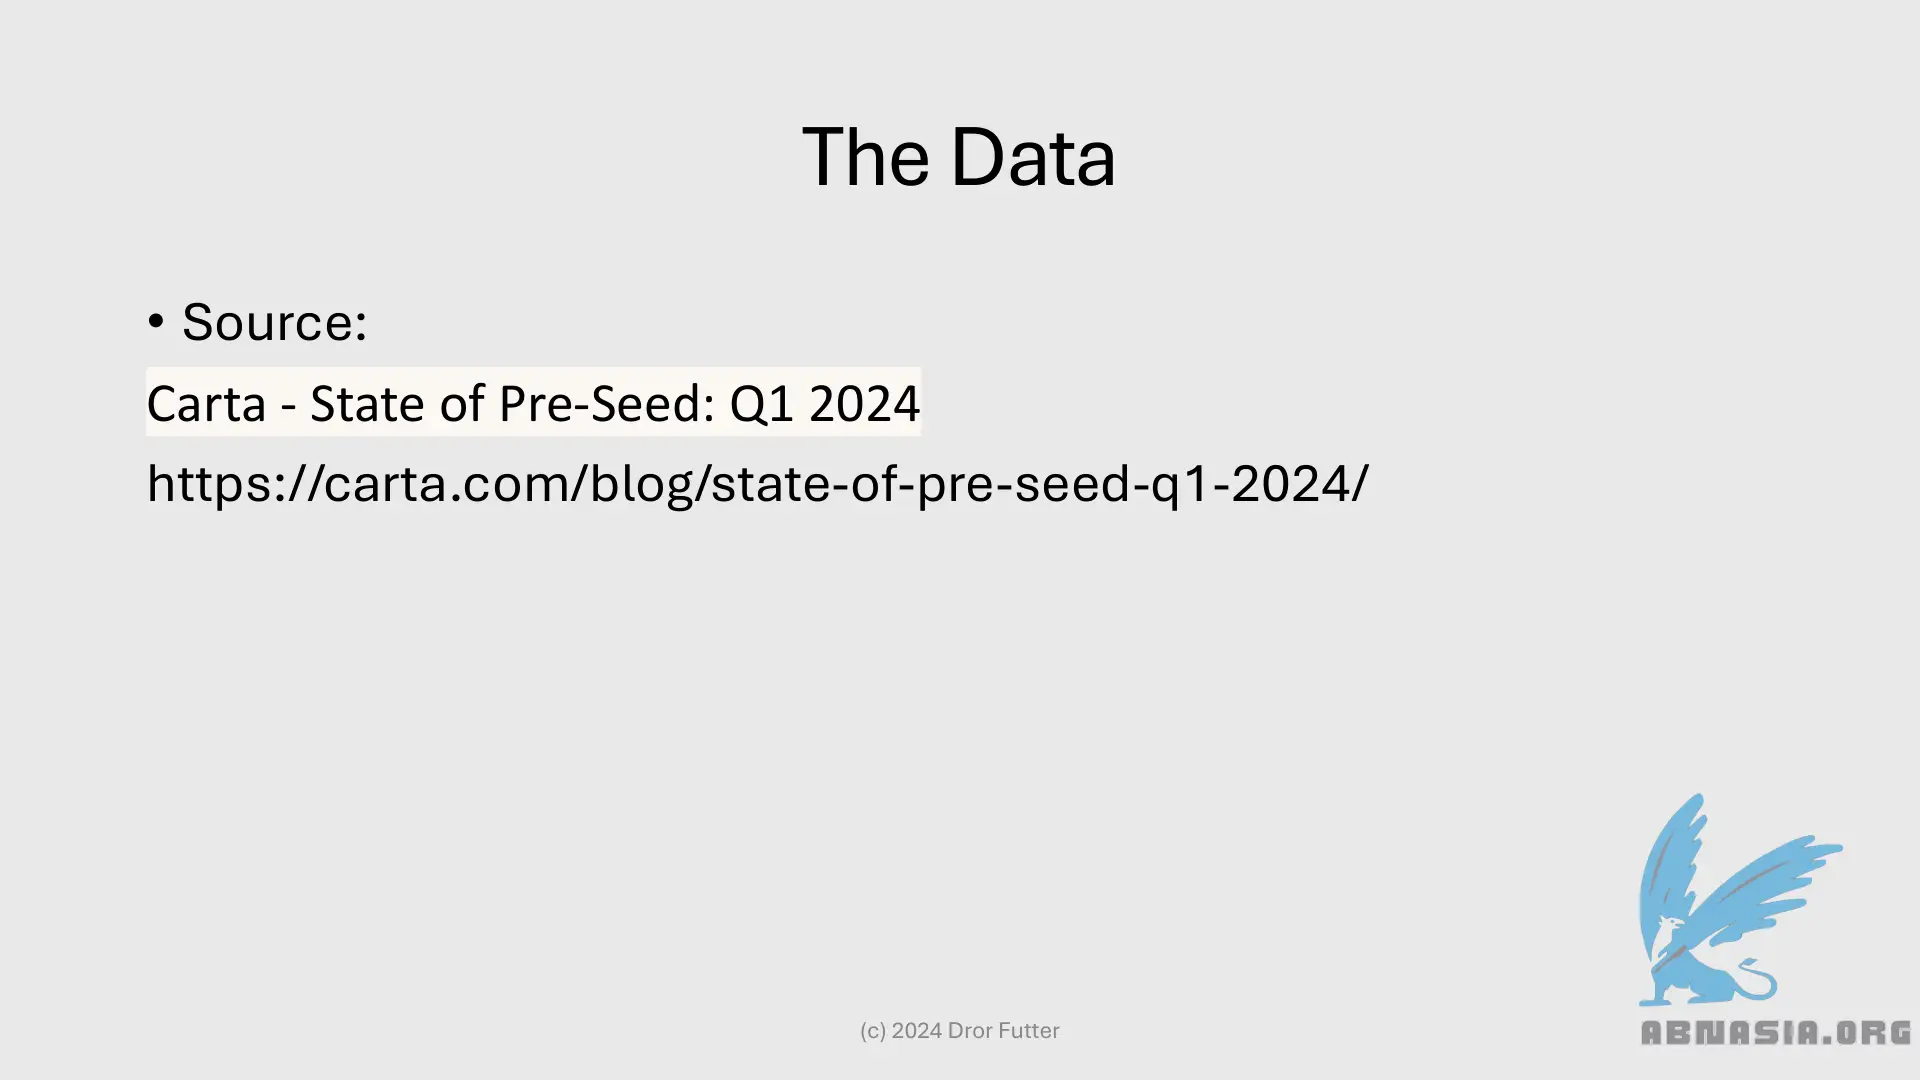 The Data
• Source:
Carta - State of Pre-Seed: Q1 2024
https://carta.com/blog/state-of-pre-seed-q1-2024/
(c) 2024 Dror Futter
ABNASIA.ORG